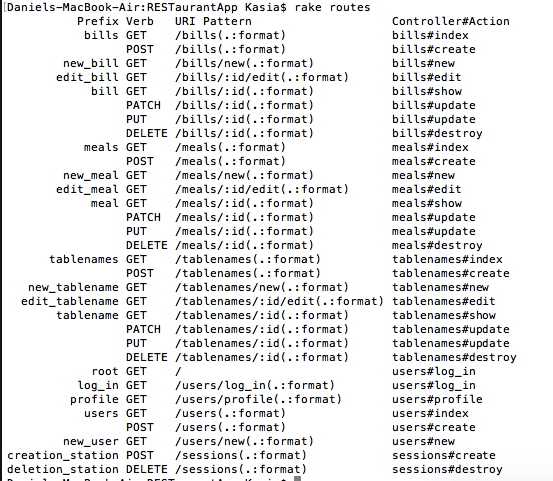 Daniels-MacBook-Air:RESTaurantApp Kasia$ rake routes
Prefix Verb URI Pattern Controller#Action
bills GET /bills(.:format) bills#index
POST /bills(.:format) bills#create
new_bill GET /bills/new(.:format) bills#new
edit_bill GET /bills/:id/edit(.:format) bills#edit
bill GET /bills/:id(.:format) bills#show
PATCH /bills/:id(.:format) bills#update
PUT /bills/:id(.:format) bills#update
DELETE /bills/:id(.:format) bills#destroy
meals GET /meals(.:format) meals#index
POST /meals(.:format) meals#create
new_meal GET /meals/new(.:format) meals#new
edit_meal GET /meals/:id/edit(.:format) meals#edit
meal GET /meals/:id(.:format) meals#show
PATCH /meals/:id(.:format) meals#update
PUT /meals/:id(.:format) meals#update
DELETE /meals/:id(.:format) meals#destroy
tablenames GET /tablenames(.:format) tablenames#index
POST /tablenames(.:format) tablenames#create
new_tablename GET /tablenames/new(.:format) tablenames#new
edit_tablename GET /tablenames/:id/edit(.:format) tablenames#edit
tablename GET /tablenames/:id(.:format) tablenames#show
PATCH /tablenames/:id(.:format) tablenames#update
PUT /tablenames/:id(.:format) tablenames#update
DELETE /tablenames/:id(.:format) tablenames#destroy
root GET / users#log_in
log_in GET /users/log_in(.:format) users#log_in
profile GET /users/profile(.:format) users#profile
users GET /users(.:format) users#index
POST /users(.:format) users#create
new_user GET /users/new(.:format) users#new
creation_station POST /sessions(.:format) sessions#create
deletion_station DELETE /sessions(.:format) sessions#destroy
Daniels-MacBook-Air:RESTaurantApp Kasia$